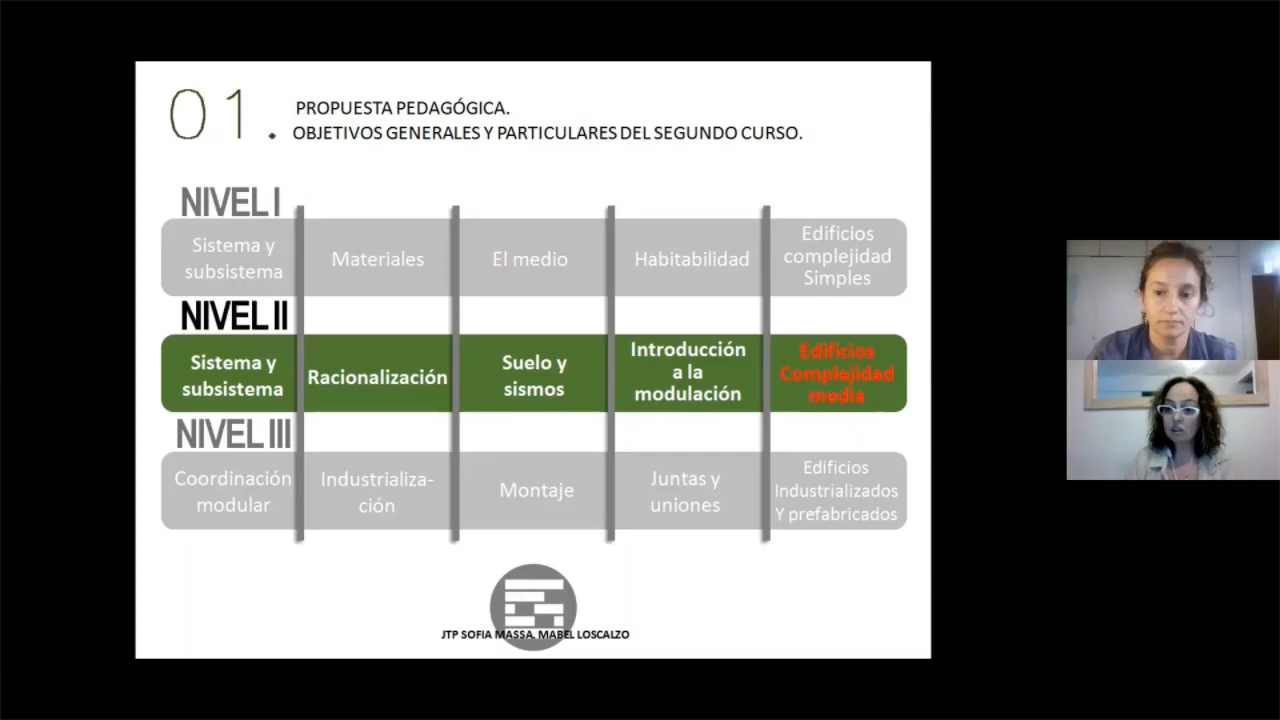 01.
PROPUESTA PEDAGÓGICA.
OBJETIVOS GENERALES Y PARTICULARES DEL SEGUNDO CURSO.
NIVEL I
Sistema y
subsistema
Materiales
El medio
Habitabilidad
Edificios
complejidad
Simples
NIVEL II
Sistema y
subsistema
Racionalización
Suelo y
sismos
Introducción
a la
modulación
Edificios
Complejidad
media
NIVEL III
Coordinación
modular
Industrializa-
ción
Montaje
Juntas y
uniones
Edificios
Industrializados
Y prefabricados
JTP SOFIA MASSA, MABEL LOSCALZO